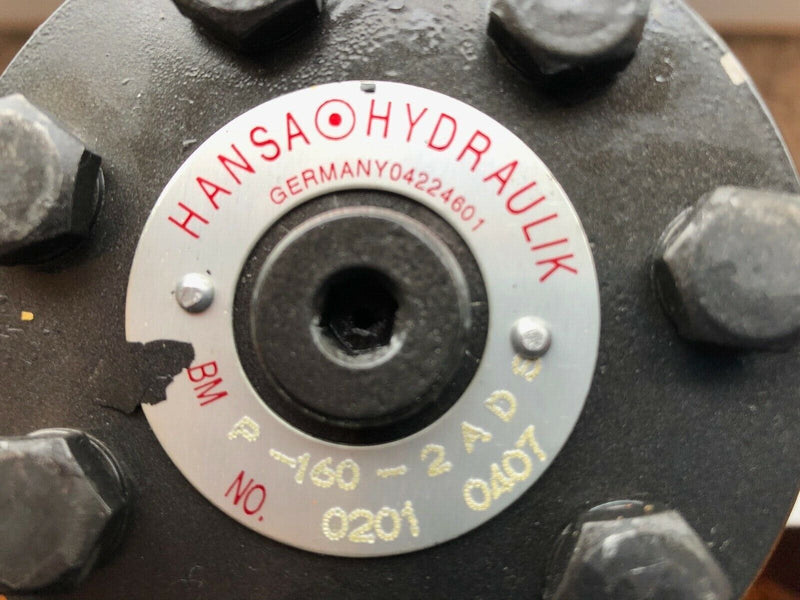 HANSA HYDRAULIK
GERMANY04224601
BM P-160-2AD
NO. 0201 0407